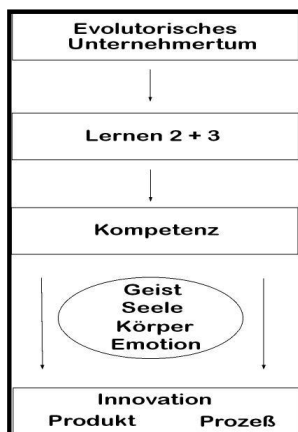 Evolutorisches
Unternehmertum
Lernen 2 + 3
Kompetenz
Geist
Seele
Körper
Emotion
Innovation
Produkt Prozeß